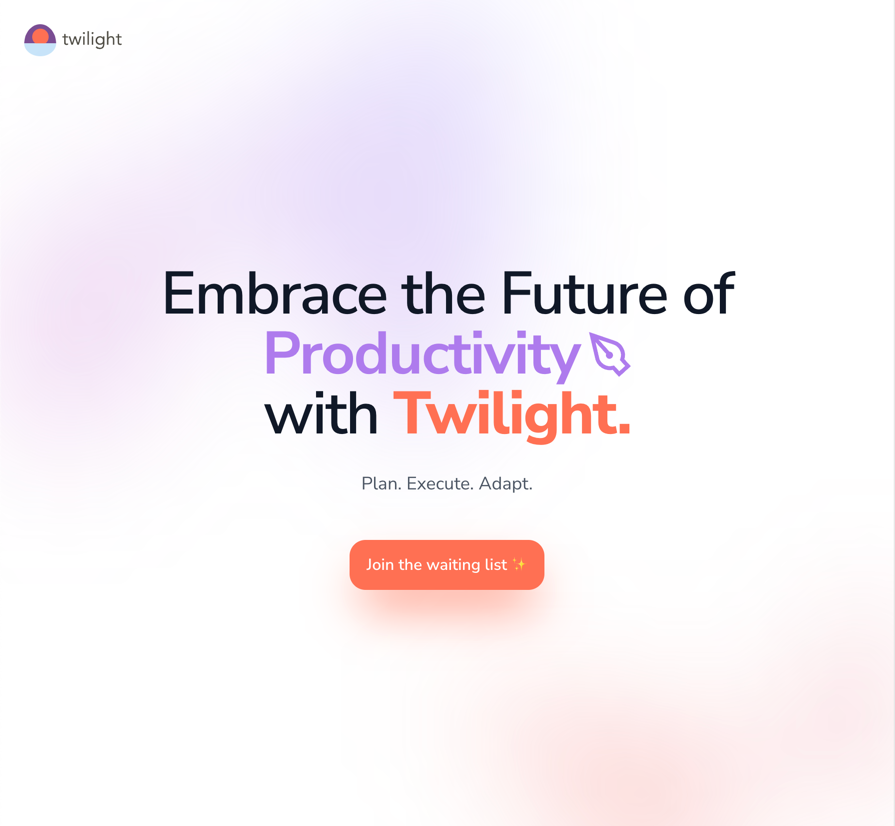 twilight
Embrace the Future of
Productivity
with Twilight.
Plan. Execute. Adapt.
Join the waiting list ✨